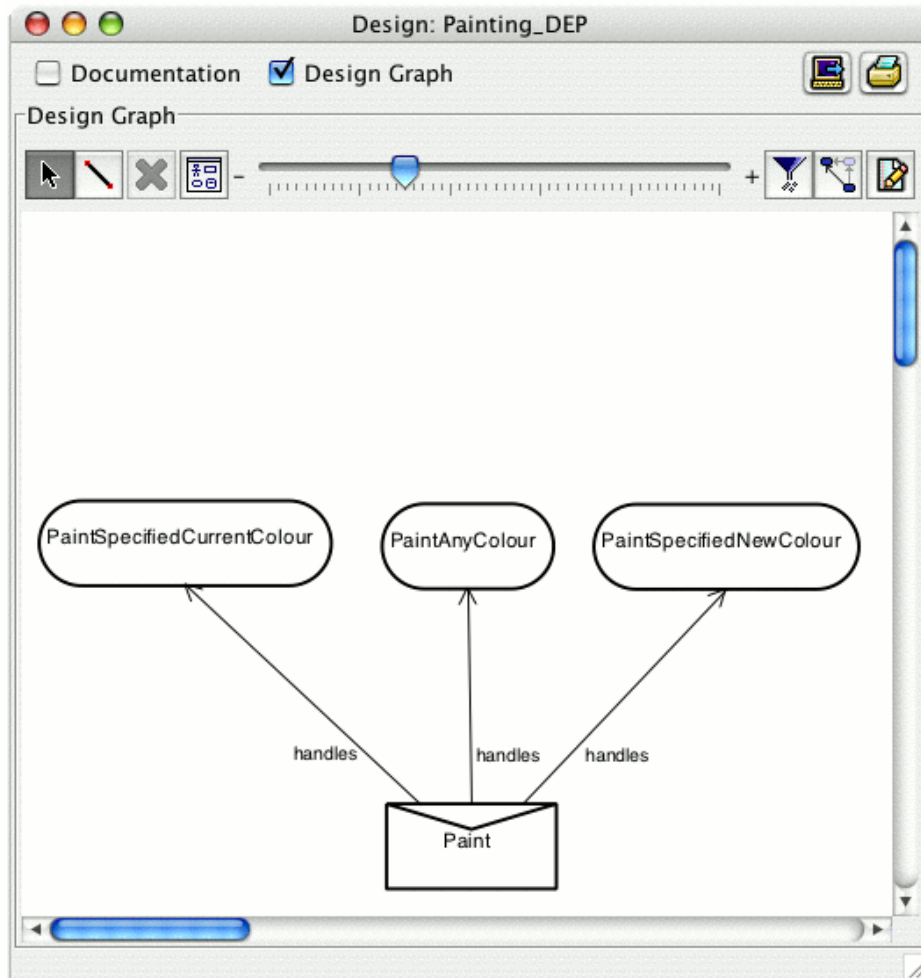 Design: Painting_DEP
Documentation Design Graph
Design Graph
- +
PaintSpecifiedCurrentColour PaintAnyColour PaintSpecifiedNewColour
handles handles handles
Paint